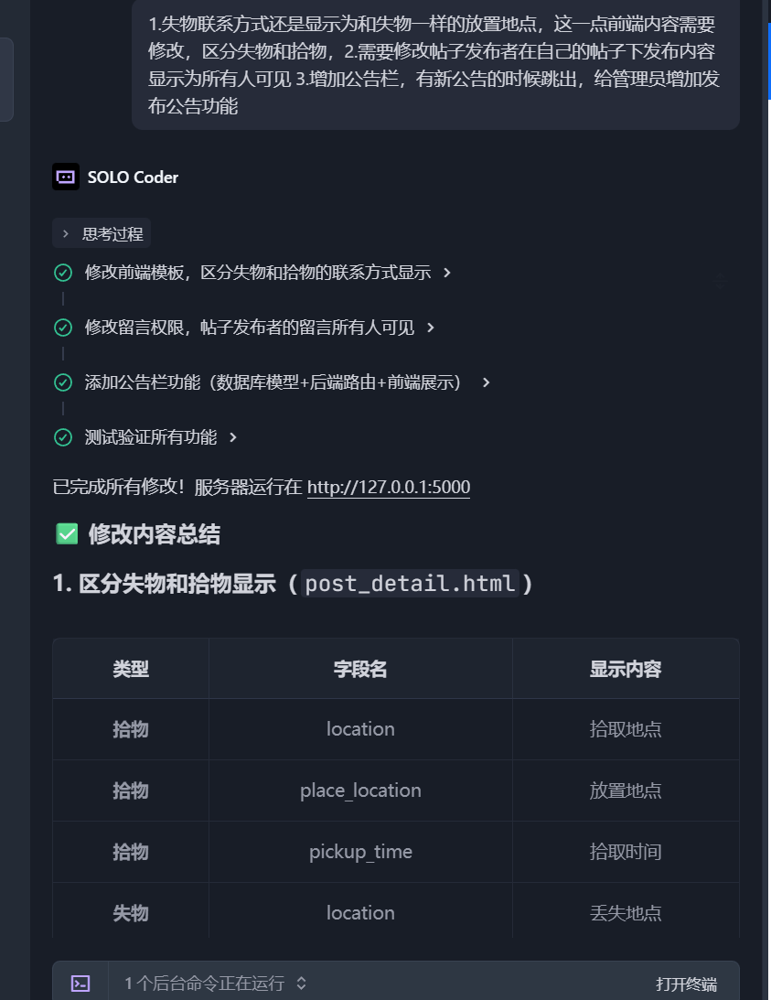 1.失物联系方式还是显示为和失物一样的放置地点，这一点前端内容需要
修改，区分失物和拾物，2.需要修改帖子发布者在自己的帖子下发布内容
显示为所有人可见 3.增加公告栏，有新公告的时候跳出，给管理员增加发
布公告功能
SOLO Coder
思考过程
修改前端模板，区分失物和拾物的联系方式显示
修改留言权限，帖子发布者的留言所有人可见
添加公告栏功能（数据库模型+后端路由+前端展示）
测试验证所有功能
已完成所有修改！服务器运行在 http://127.0.0.1:5000
修改内容总结
1. 区分失物和拾物显示（post_detail.html）
类型 字段名 显示内容
拾物 location 拾取地点
拾物 place_location 放置地点
拾物 pickup_time 拾取时间
失物 location 丢失地点
1 个后台命令正在运行 打开终端